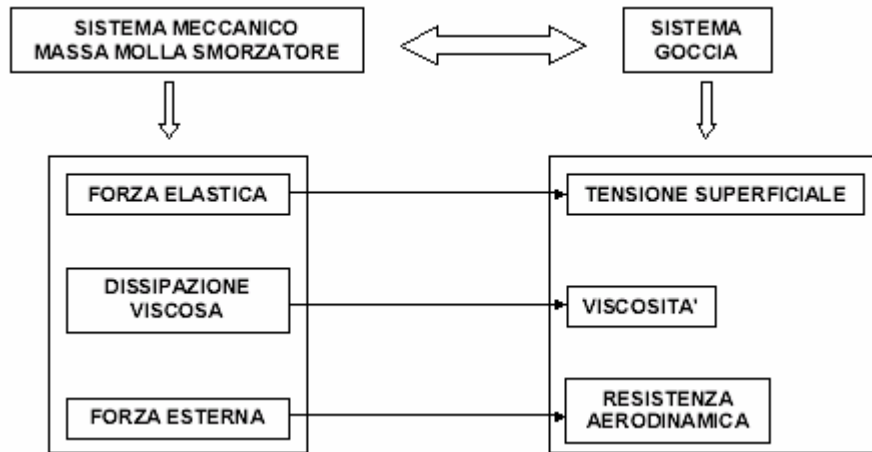 SISTEMA MECCANICO
MASSA MOLLA SMORZATORE
SISTEMA
GOCCIA
FORZA ELASTICA
TENSIONE SUPERFICIALE
DISSIPAZIONE
VISCOSA
VISCOSITA'
FORZA ESTERNA
RESISTENZA
AERODINAMICA